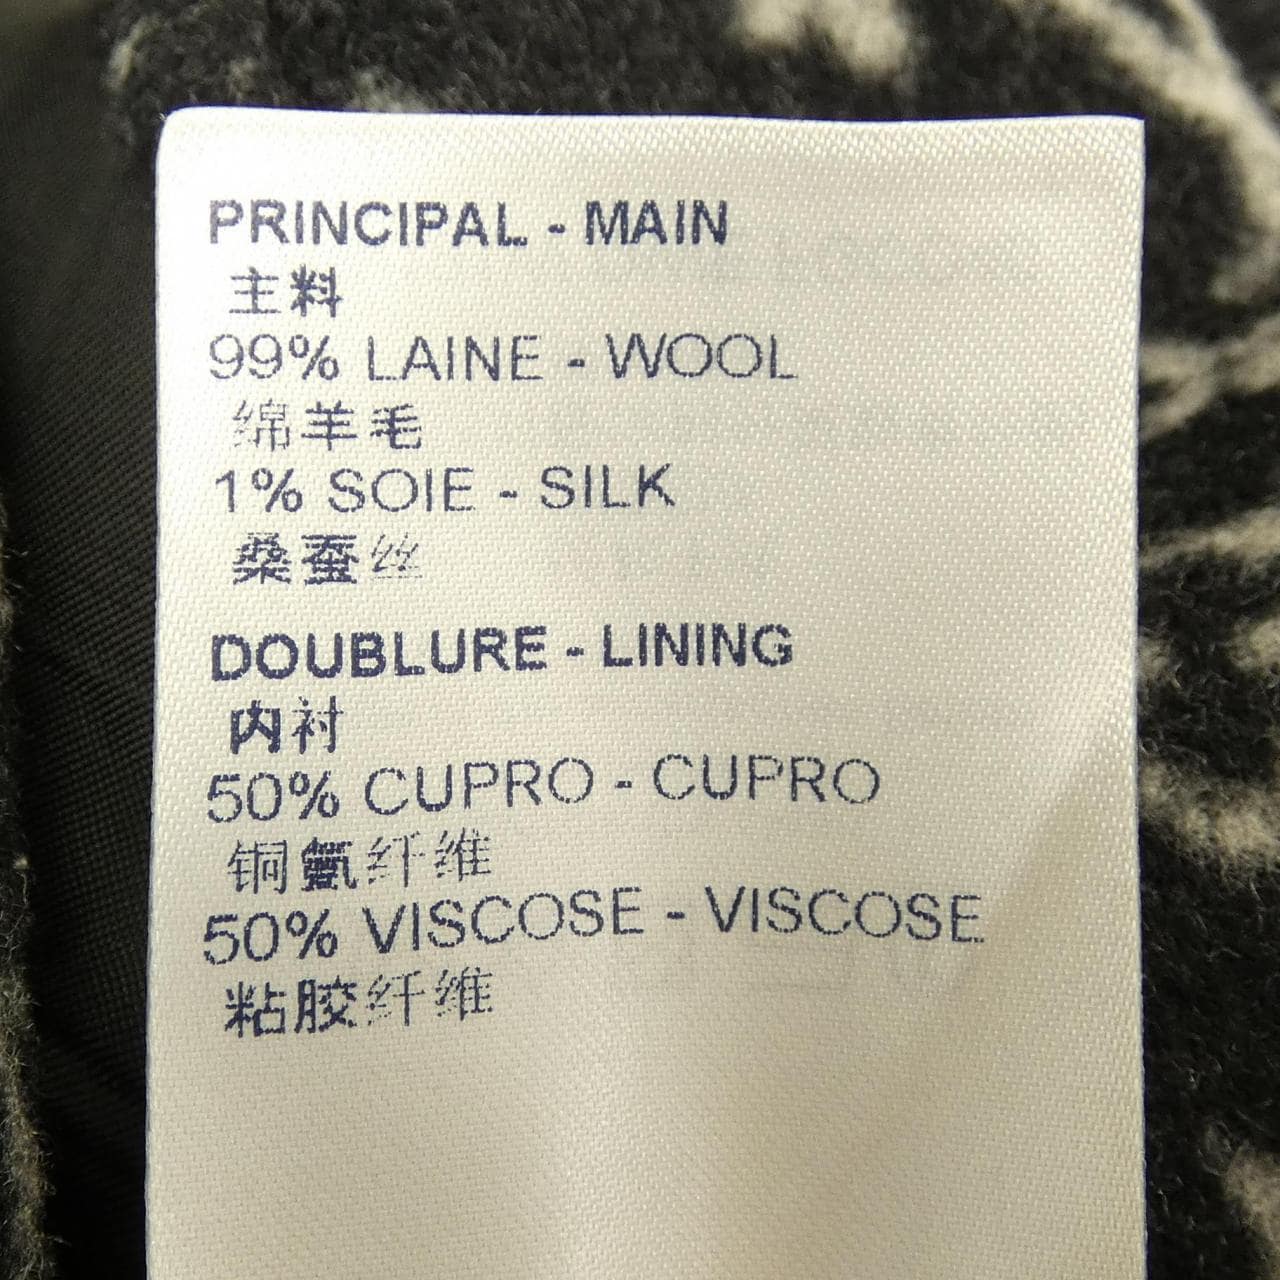 PRINCIPAL - MAIN
主料
99% LAINE - WOOL
绵羊毛
1% SOIE - SILK
桑蚕丝
DOUBLURE - LINING
内衬
50% CUPRO - CUPRO
铜氨纤维
50% VISCOSE - VISCOSE
粘胶纤维